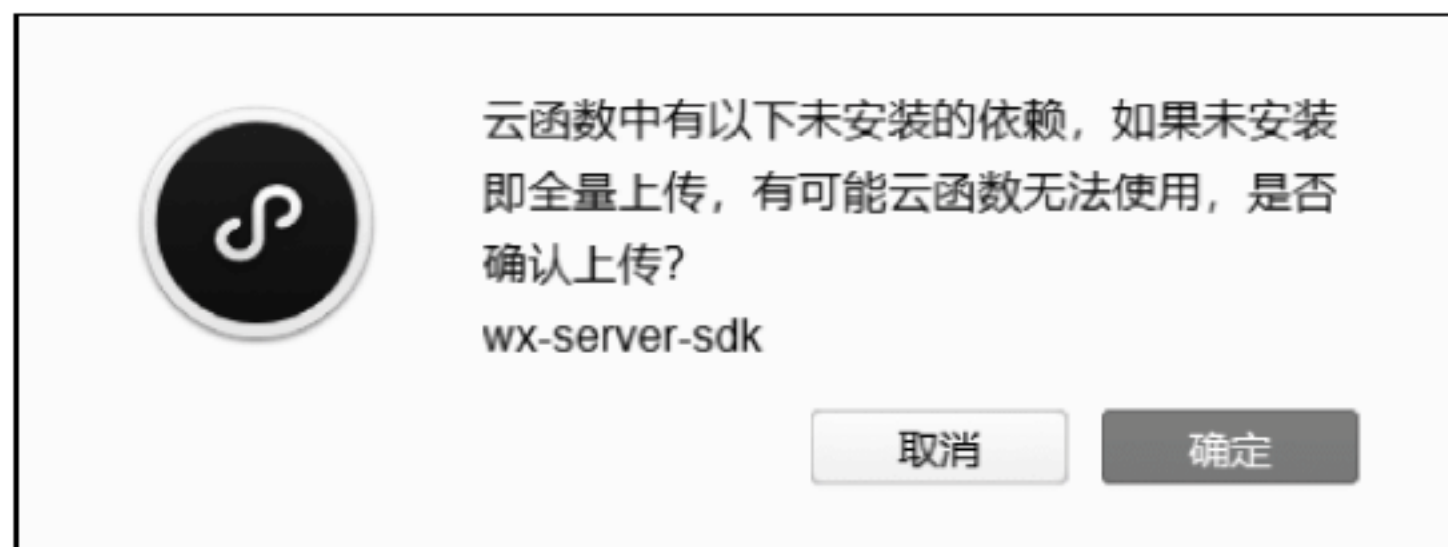 云函数中有以下未安装的依赖，如果未安装
即全量上传，有可能云函数无法使用，是否
确认上传？
wx-server-sdk
取消
确定